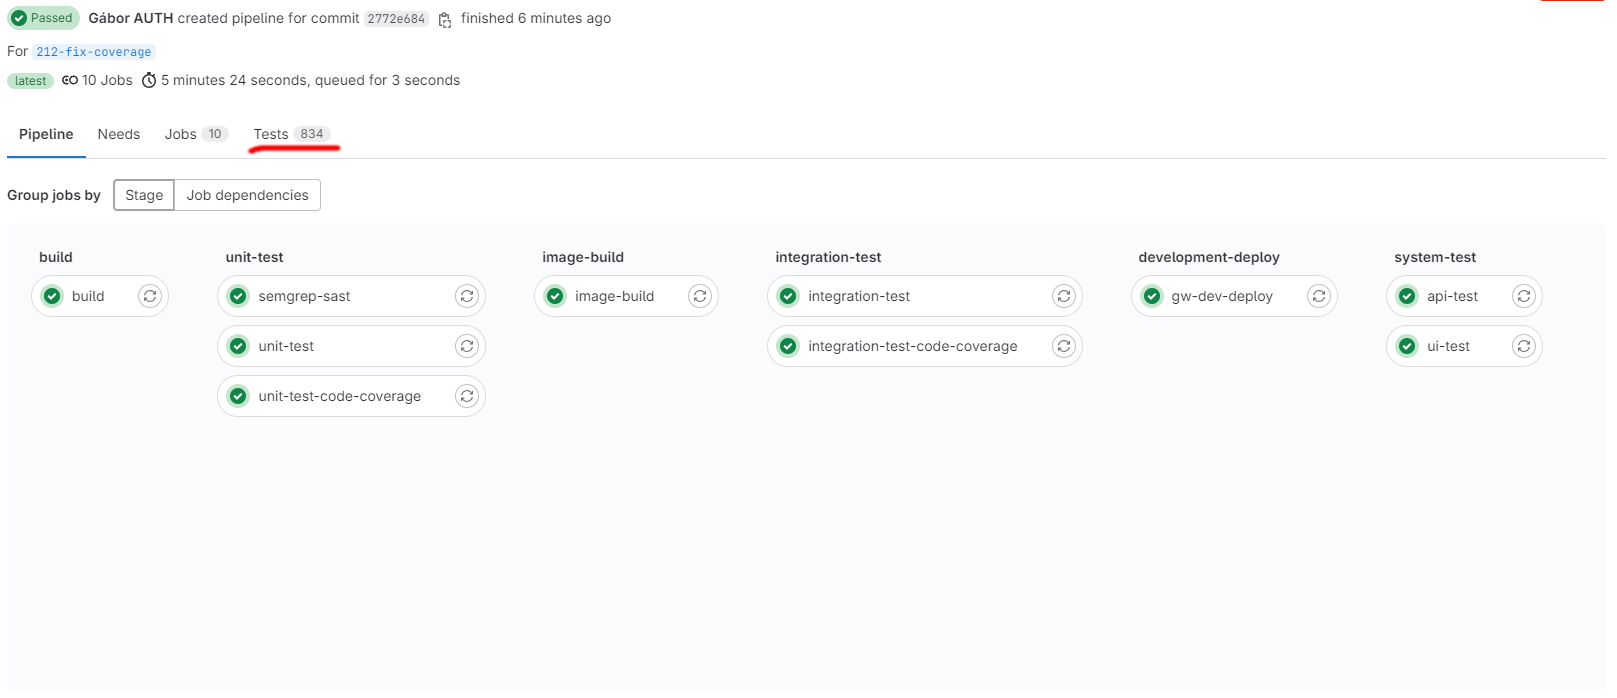 Passed Gábor AUTH created pipeline for commit 2772e684 finished 6 minutes ago
For 212-fix-coverage
latest 10 Jobs 5 minutes 24 seconds, queued for 3 seconds
Pipeline Needs Jobs 10 Tests 834
Group jobs by Stage Job dependencies
build unit-test image-build integration-test development-deploy system-test
build semgrep-sast image-build integration-test gw-dev-deploy api-test
unit-test integration-test-code-coverage ui-test
unit-test-code-coverage